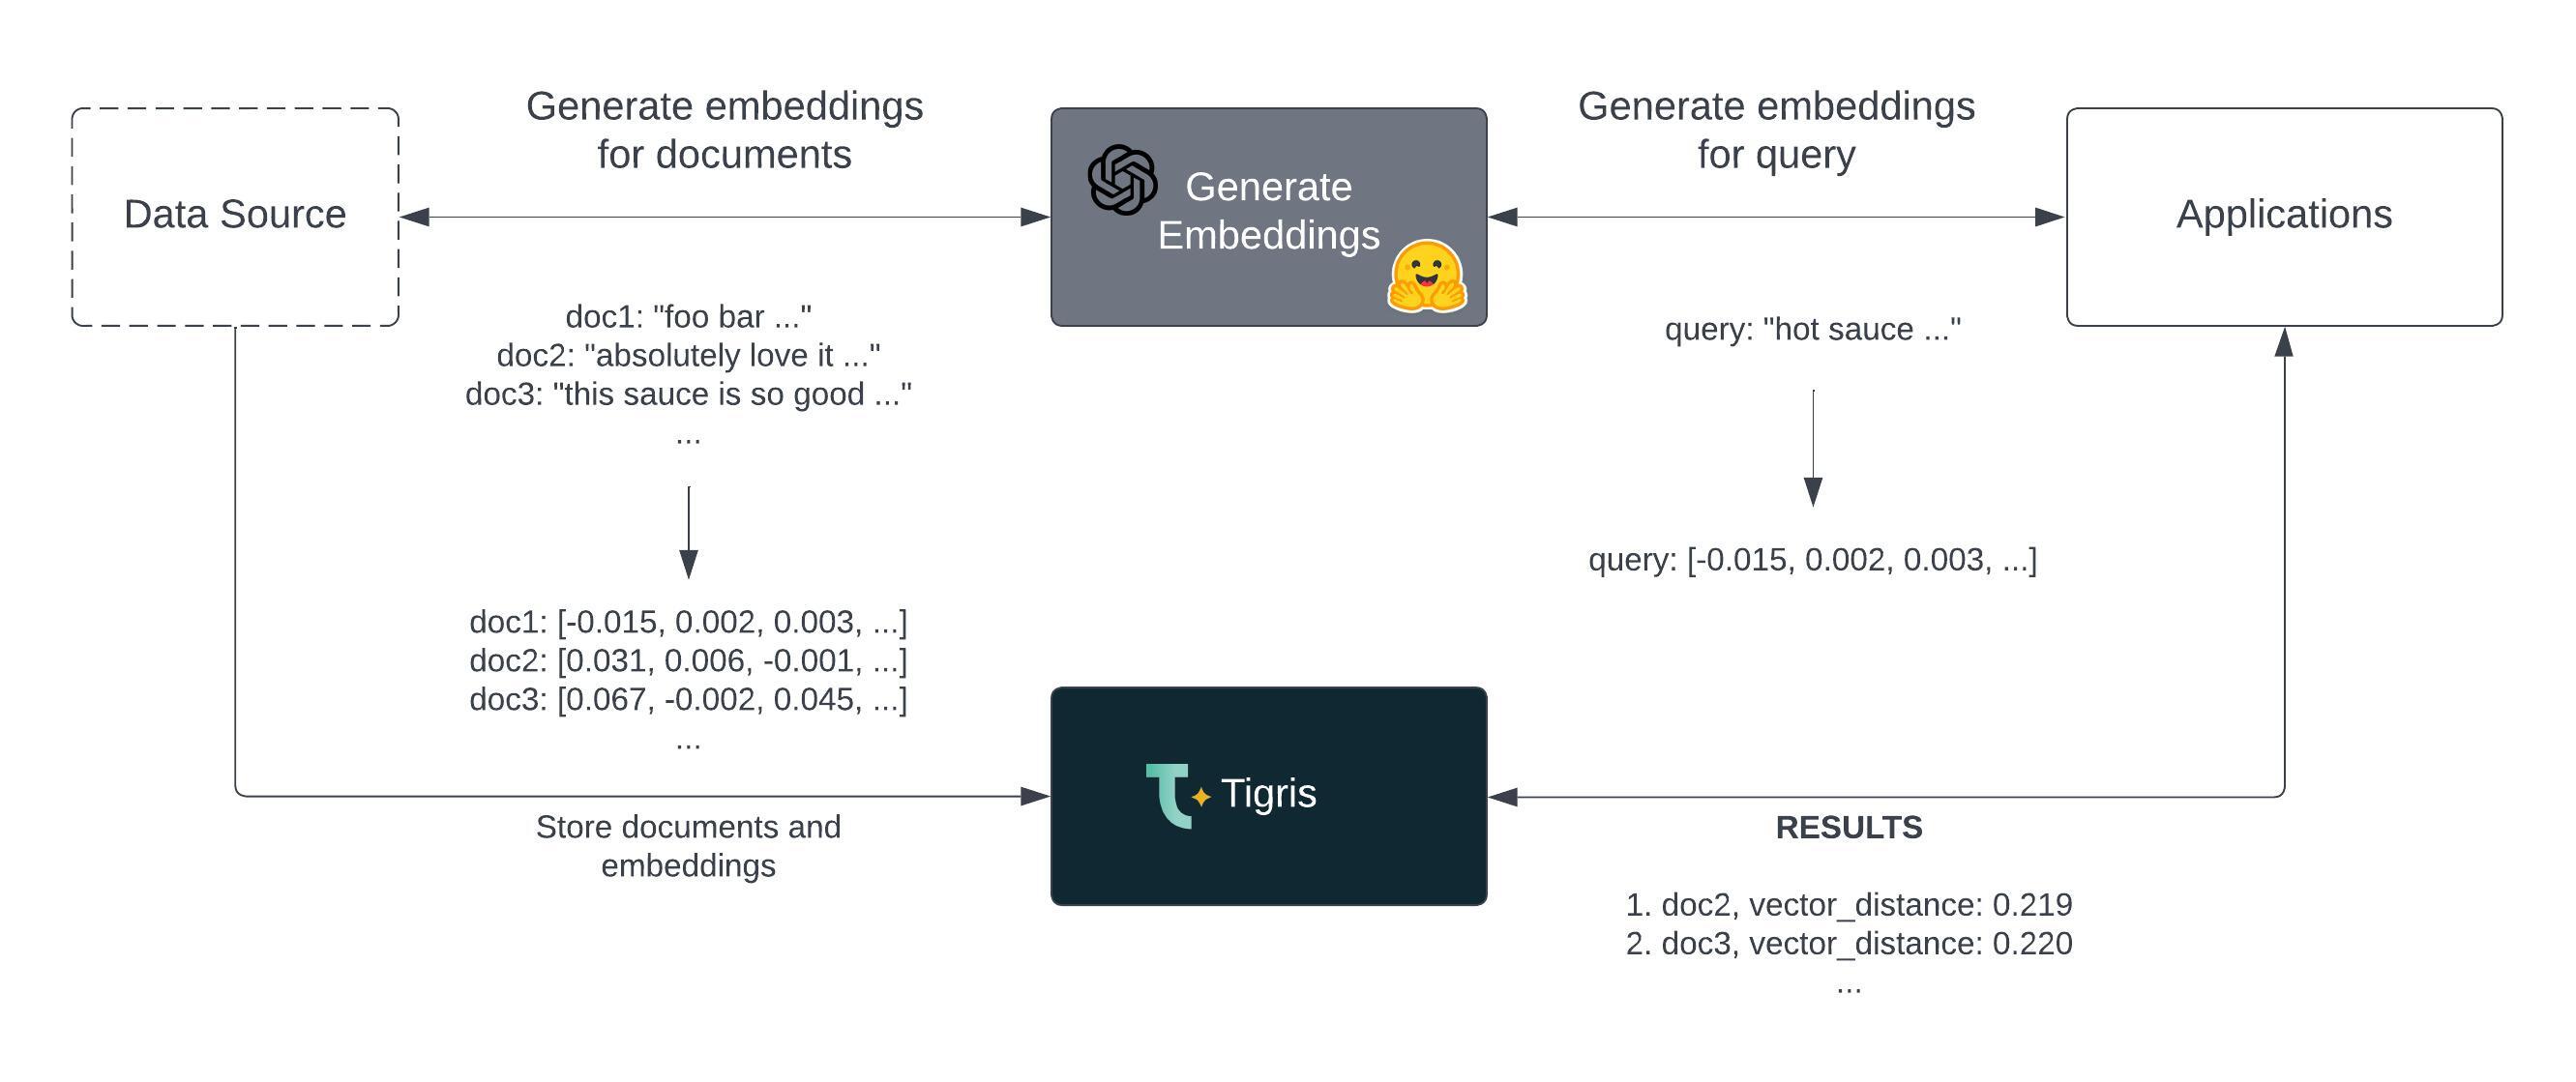 Generate embeddings
for documents
Generate embeddings
for query
Data Source
Generate
Embeddings
Applications
doc1: "foo bar ..."
doc2: "absolutely love it ..."
doc3: "this sauce is so good ..."
...
query: "hot sauce ..."
query: [-0.015, 0.002, 0.003, ...]
doc1: [-0.015, 0.002, 0.003, ...]
doc2: [0.031, 0.006, -0.001, ...]
doc3: [0.067, -0.002, 0.045, ...]
...
Tigris
Store documents and
embeddings
RESULTS
1. doc2, vector_distance: 0.219
2. doc3, vector_distance: 0.220
...